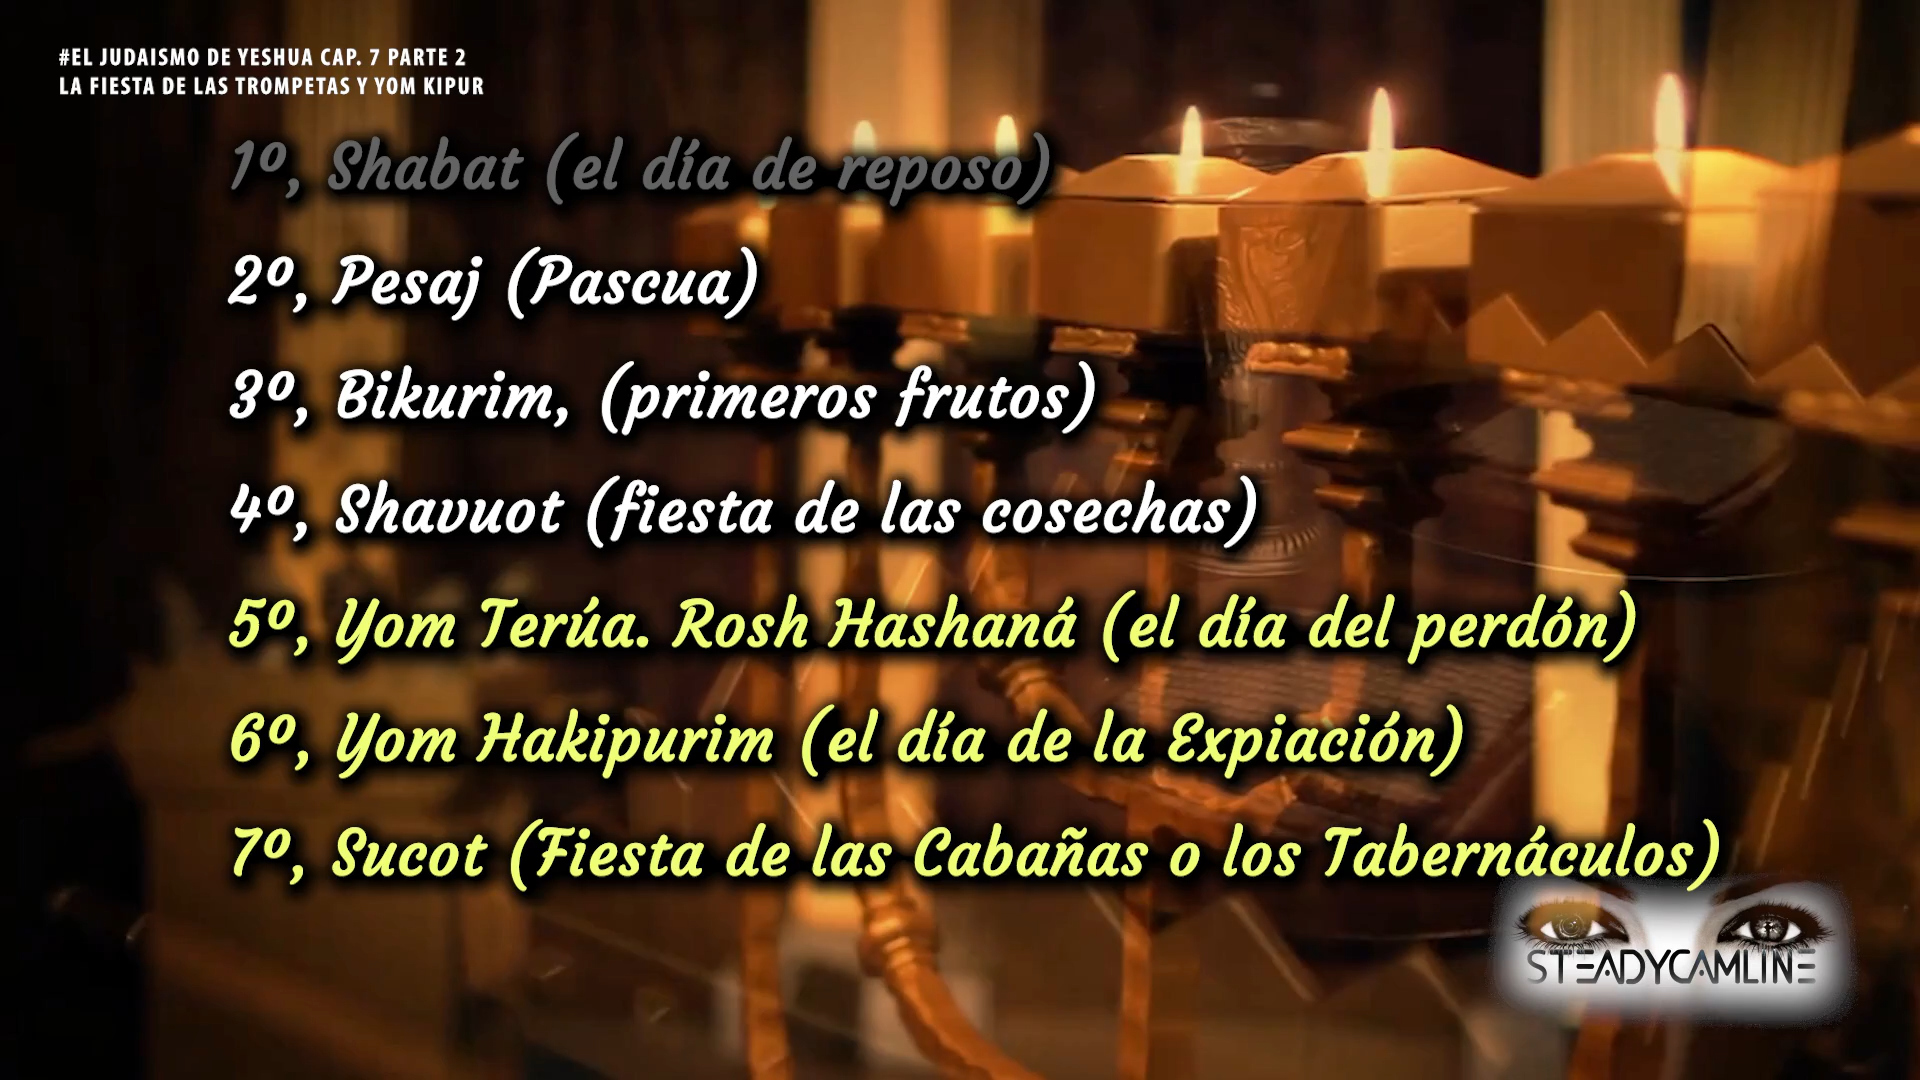 #EL JUDAISMO DE YESHUA CAP. 7 PARTE 2
LA FIESTA DE LAS TROMPETAS Y YOM KIPUR
1º, Shabat (el día de reposo)
2º, Pesaj (Pascua)
3º, Bikurim, (primeros frutos)
4º, Shavuot (fiesta de las cosechas)
5º, Yom Terúa. Rosh Hashaná (el día del perdón)
6º, Yom Hakipurim (el día de la Expiación)
7º, Sucot (Fiesta de las Cabañas o los Tabernáculos)
STEADYCAMLINE